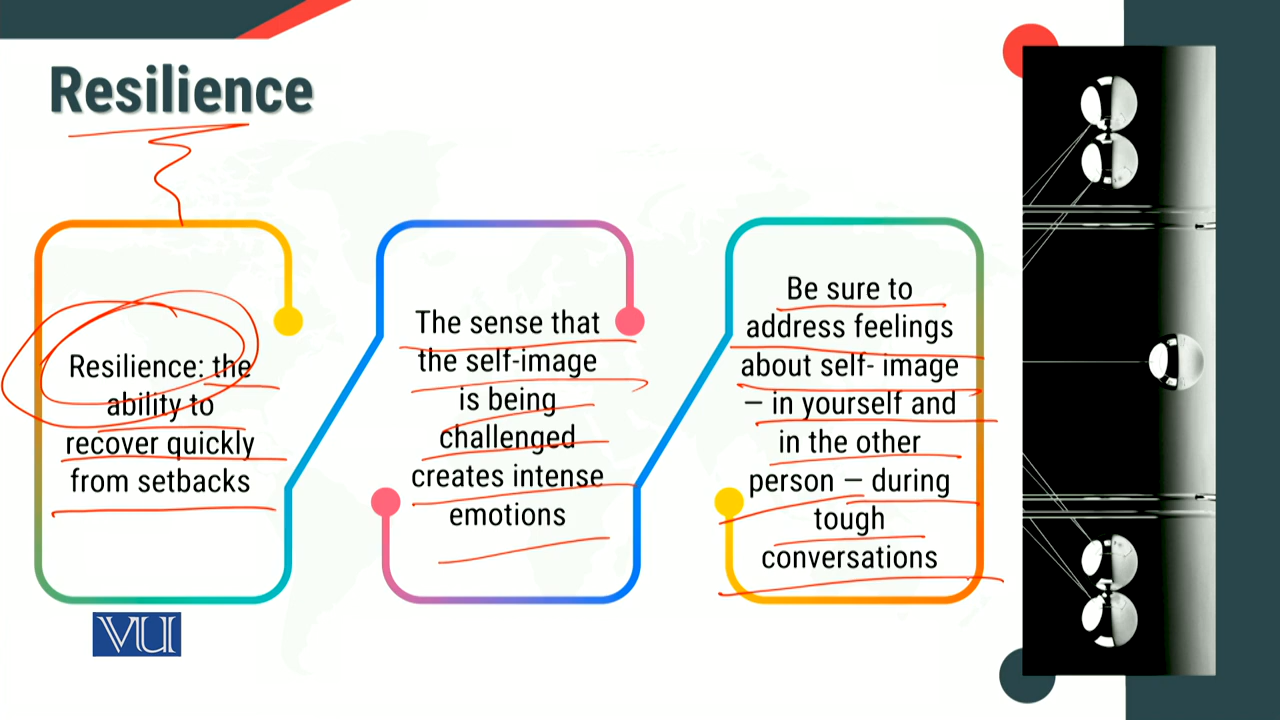 Resilience
Resilience: the
ability to
recover quickly
from setbacks
The sense that
the self-image
is being
challenged
creates intense
emotions
Be sure to
address feelings
about self- image
– in yourself and
in the other
person – during
tough
conversations
VU